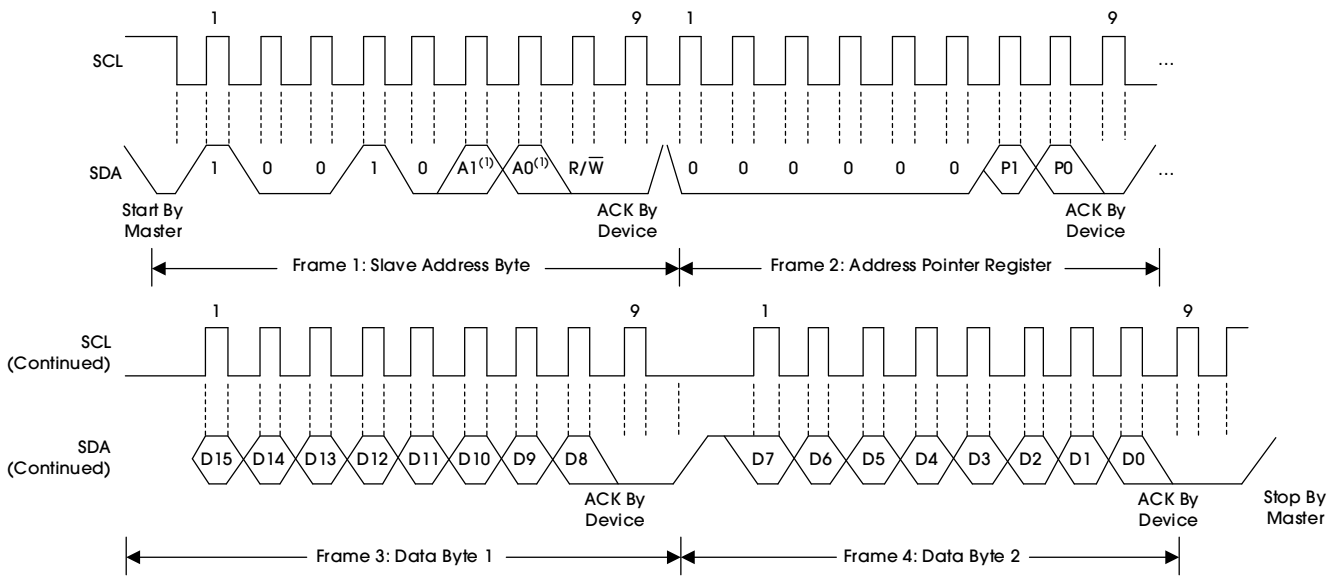 1 9 1 9
SCL ...
SDA 1 0 0 1 0 A1(1) A0(1) R/W̅ 0 0 0 0 0 0 P1 P0 ...
Start By
Master
ACK By
Device
ACK By
Device
Frame 1: Slave Address Byte
Frame 2: Address Pointer Register
1 9 1 9
SCL
(Continued)
SDA
(Continued)
D15 D14 D13 D12 D11 D10 D9 D8 D7 D6 D5 D4 D3 D2 D1 D0
ACK By
Device
ACK By
Device
Stop By
Master
Frame 3: Data Byte 1
Frame 4: Data Byte 2